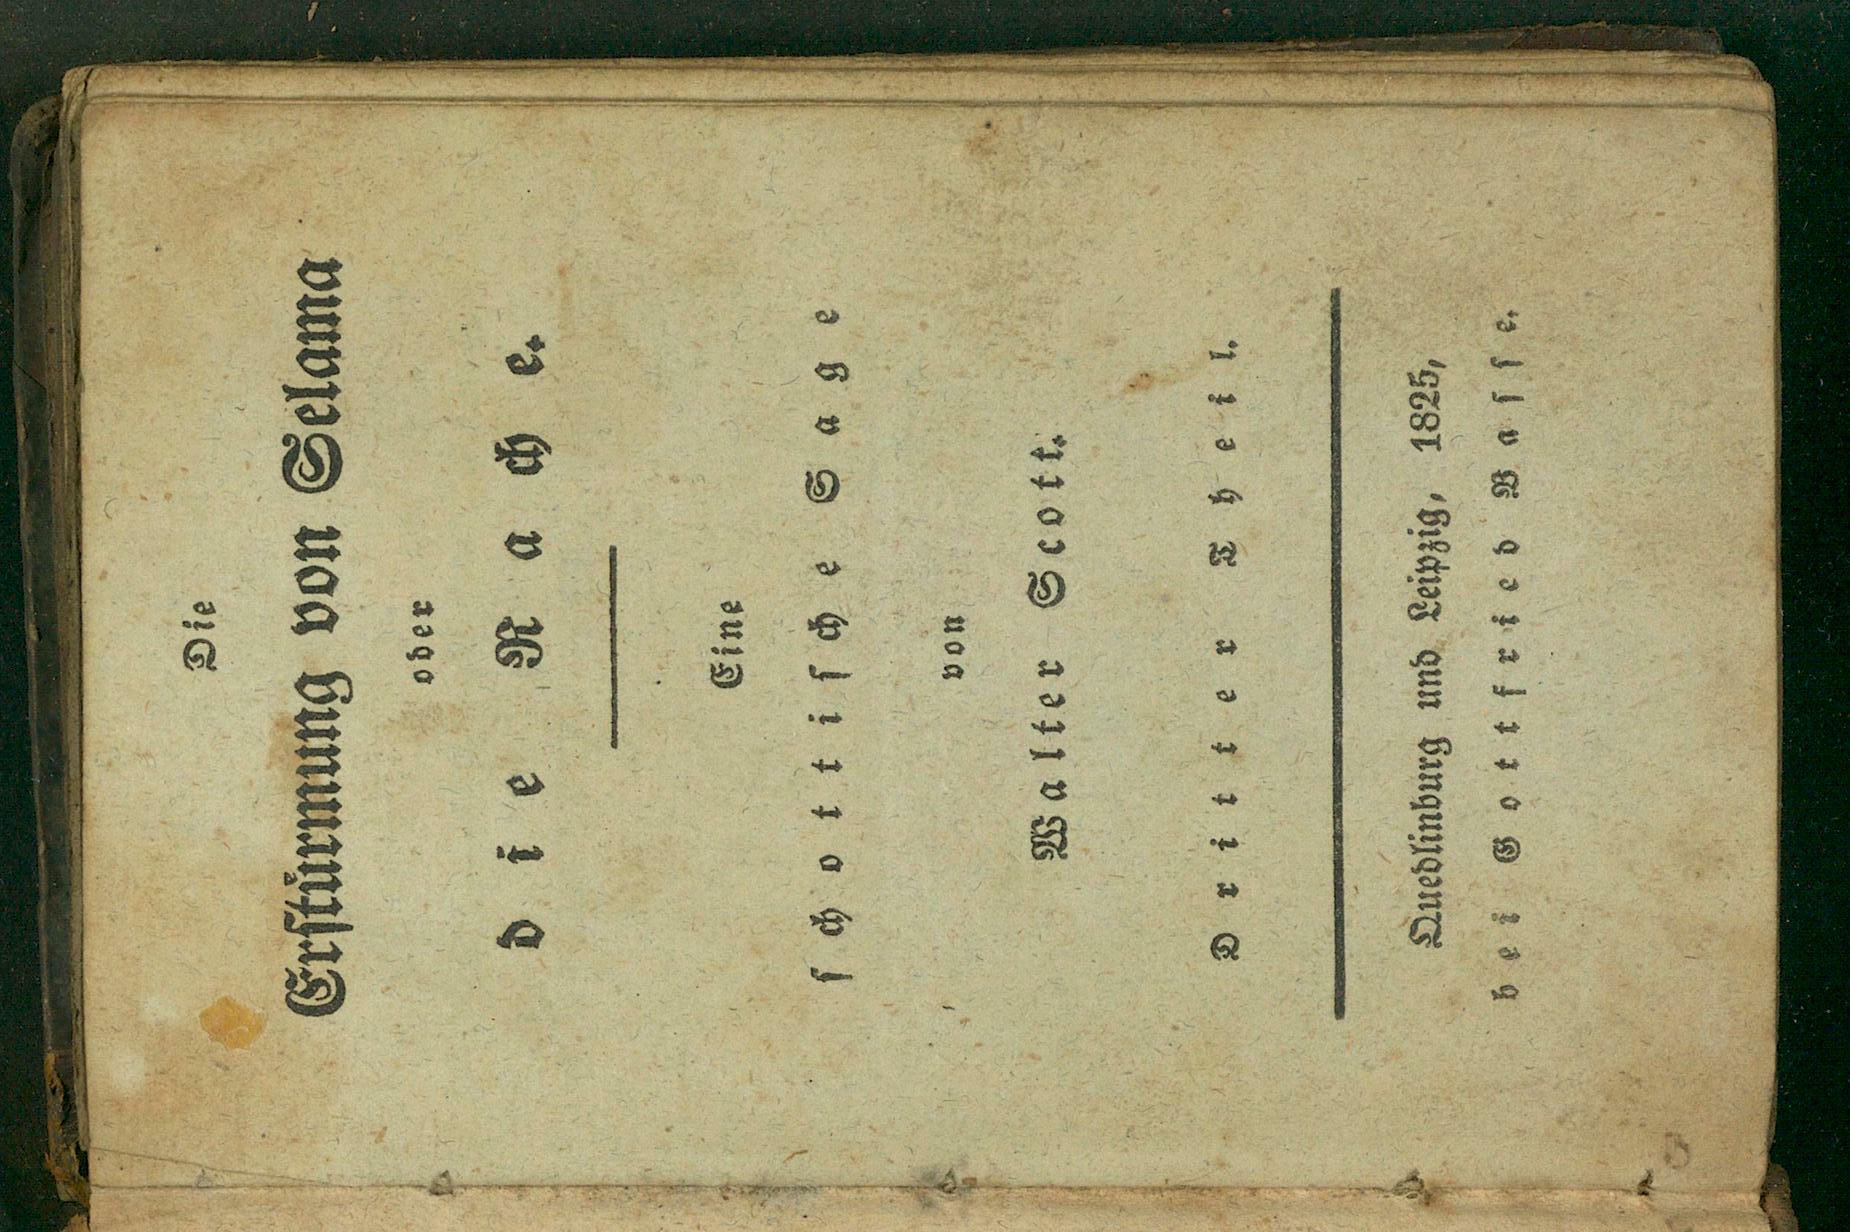 Die
Erstürmung von Selama
oder
die Rache.
Eine
schottische Sage
von
Walter Scott.
Dritter Theil.
Quedlinburg und Leipzig, 1825,
bei Gottfried Basse.